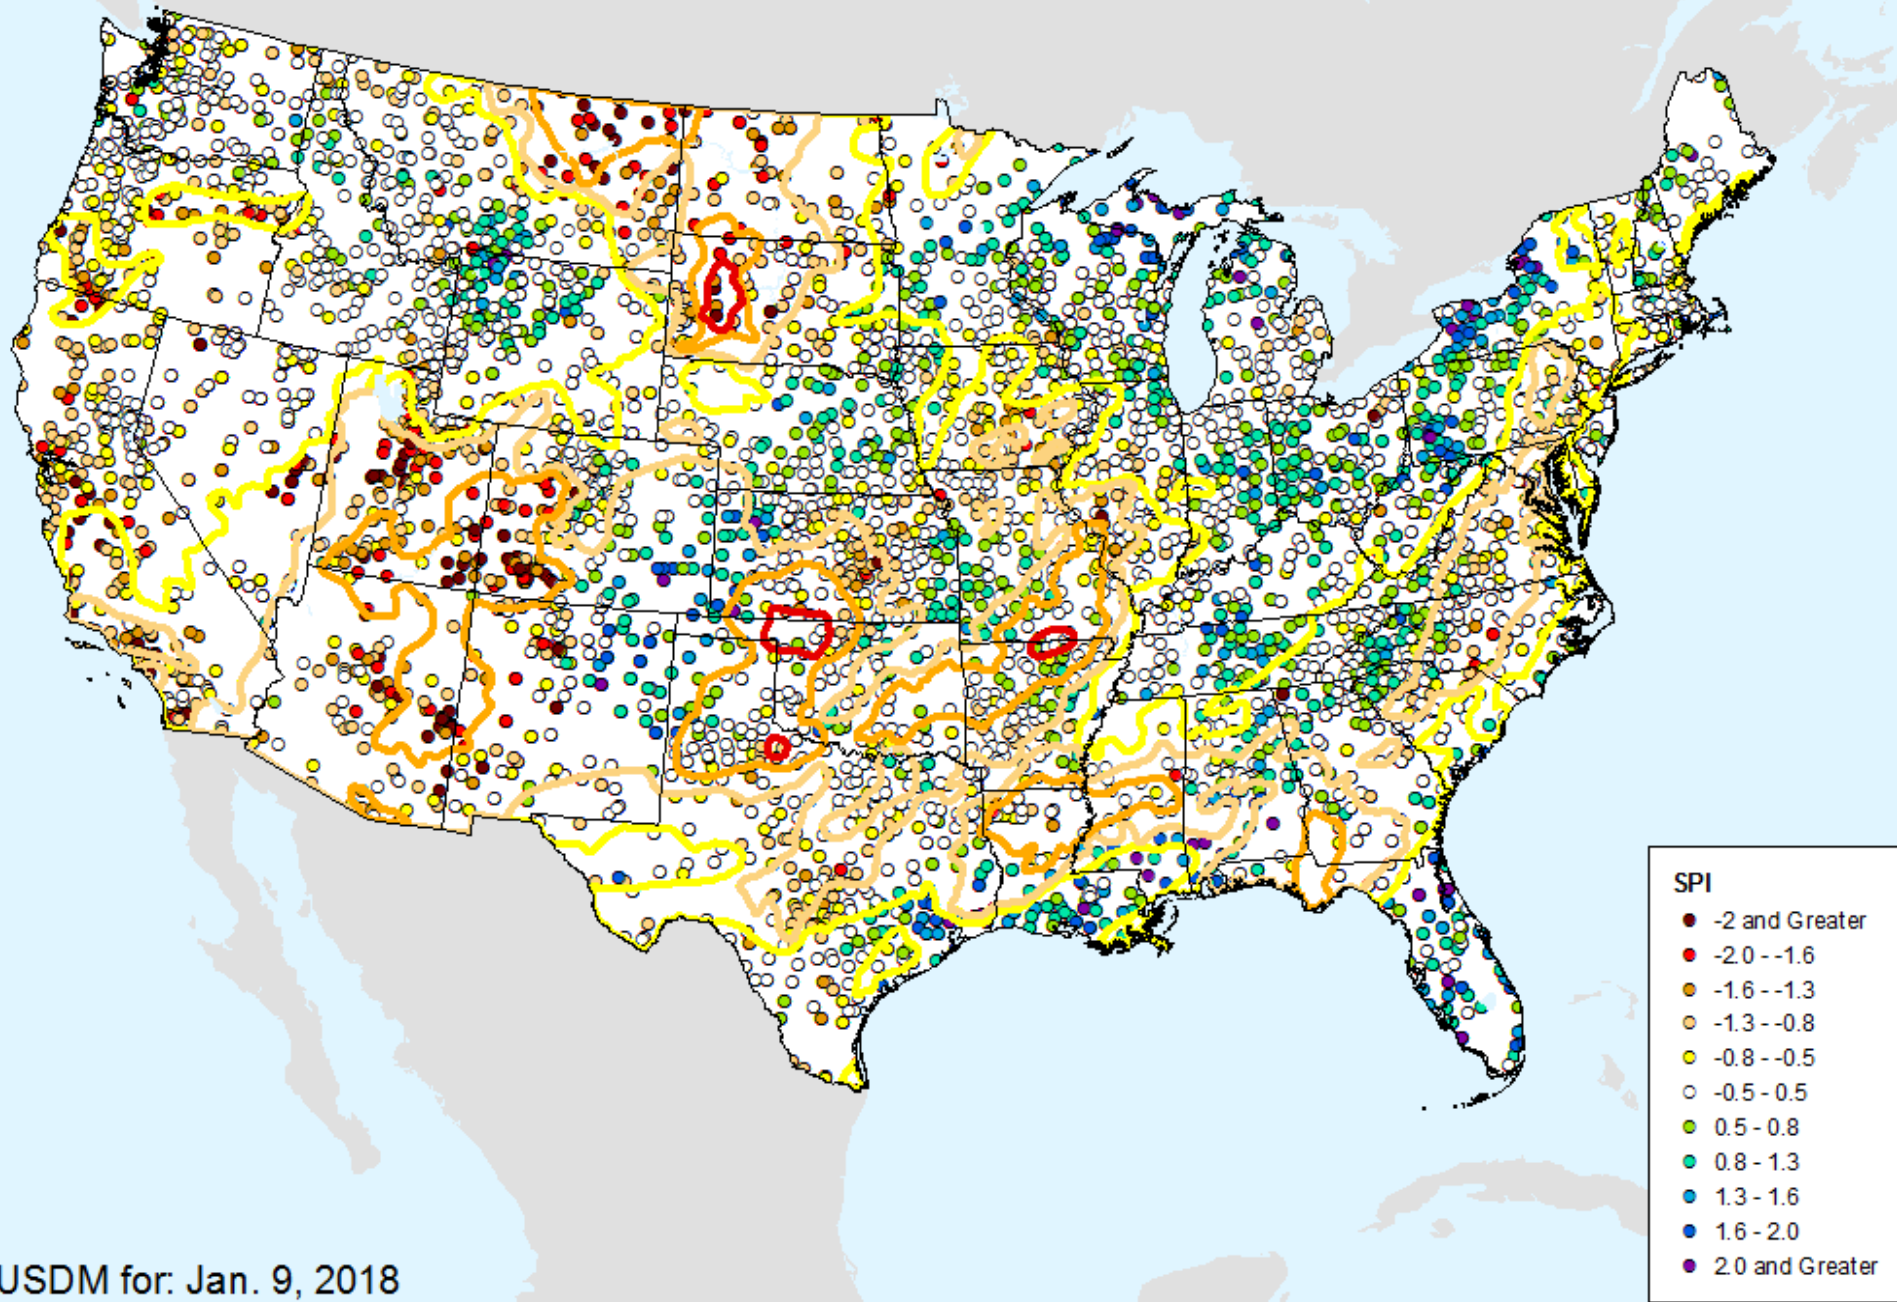 SPI
-2 and Greater
-2.0 - -1.6
-1.6 - -1.3
-1.3 - -0.8
-0.8 - -0.5
-0.5 - 0.5
0.5 - 0.8
0.8 - 1.3
1.3 - 1.6
1.6 - 2.0
2.0 and Greater
USDM for: Jan. 9, 2018